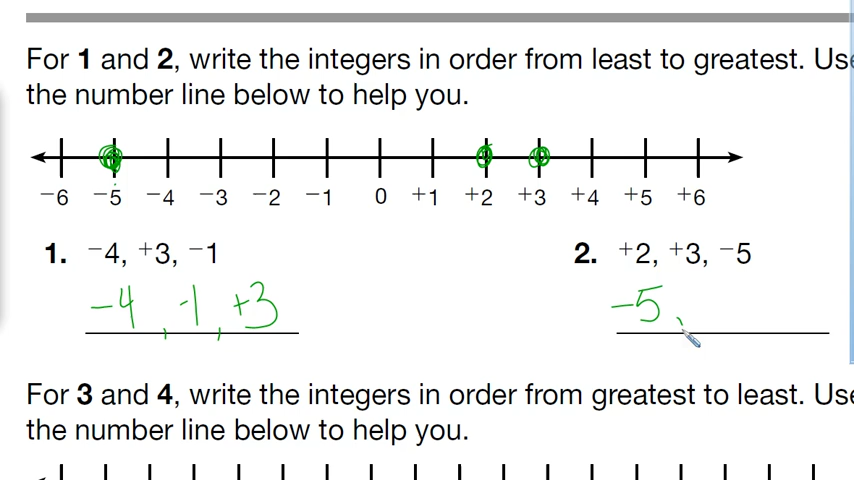 For 1 and 2, write the integers in order from least to greatest. Use
the number line below to help you.
−6 −5 −4 −3 −2 −1 0 +1 +2 +3 +4 +5 +6
1. −4, +3, −1
2. +2, +3, −5
−4, -1, +3
−5,
For 3 and 4, write the integers in order from greatest to least. Use
the number line below to help you.